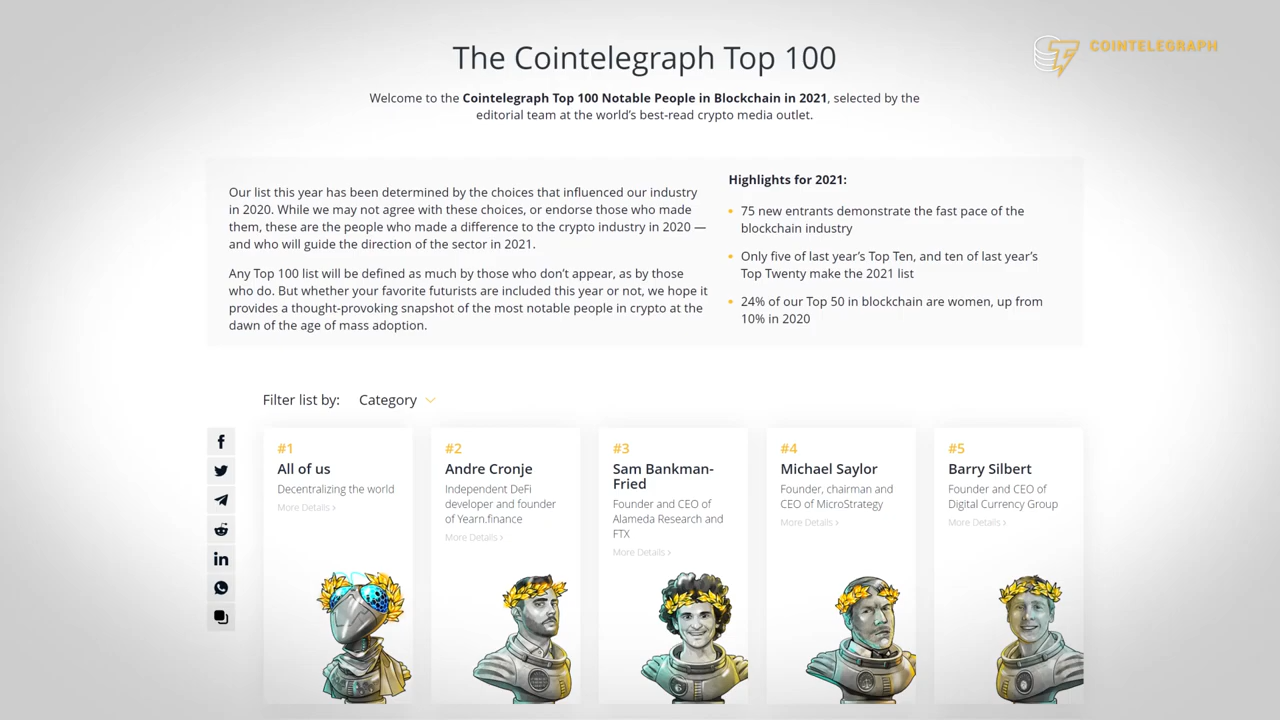 The Cointelegraph Top 100
COINTELEGRAPH
Welcome to the Cointelegraph Top 100 Notable People in Blockchain in 2021, selected by the
editorial team at the world's best-read crypto media outlet.
Our list this year has been determined by the choices that influenced our industry
in 2020. While we may not agree with these choices, or endorse those who made
them, these are the people who made a difference to the crypto industry in 2020 —
and who will guide the direction of the sector in 2021.
Any Top 100 list will be defined as much by those who don't appear, as by those
who do. But whether your favorite futurists are included this year or not, we hope it
provides a thought-provoking snapshot of the most notable people in crypto at the
dawn of the age of mass adoption.
Highlights for 2021:
75 new entrants demonstrate the fast pace of the
blockchain industry
Only five of last year's Top Ten, and ten of last year's
Top Twenty make the 2021 list
24% of our Top 50 in blockchain are women, up from
10% in 2020
Filter list by: Category
#1
All of us
Decentralizing the world
More Details
#2
Andre Cronje
Independent DeFi
developer and founder
of Yearn.finance
More Details
#3
Sam Bankman-
Fried
Founder and CEO of
Alameda Research and
FTX
More Details
#4
Michael Saylor
Founder, chairman and
CEO of MicroStrategy
More Details
#5
Barry Silbert
Founder and CEO of
Digital Currency Group
More Details